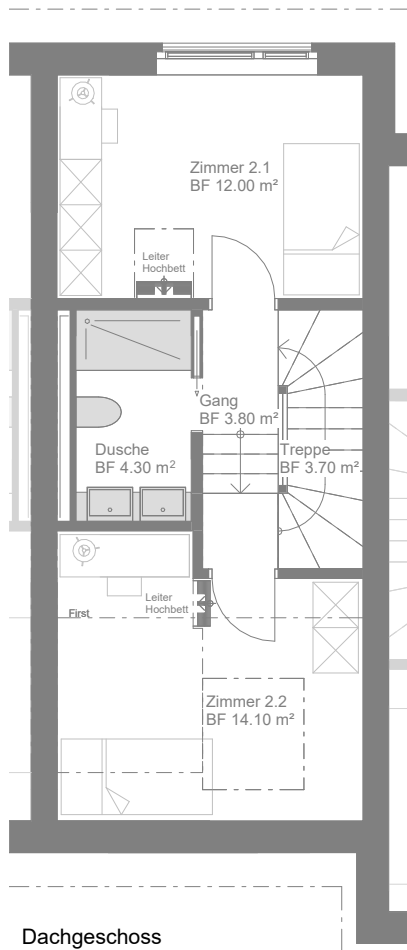 Zimmer 2.1
BF 12.00 m²
Leiter
Hochbett
Gang
BF 3.80 m²
Dusche
BF 4.30 m²
Treppe
BF 3.70 m²
Leiter
Hochbett
First
Zimmer 2.2
BF 14.10 m²
Dachgeschoss